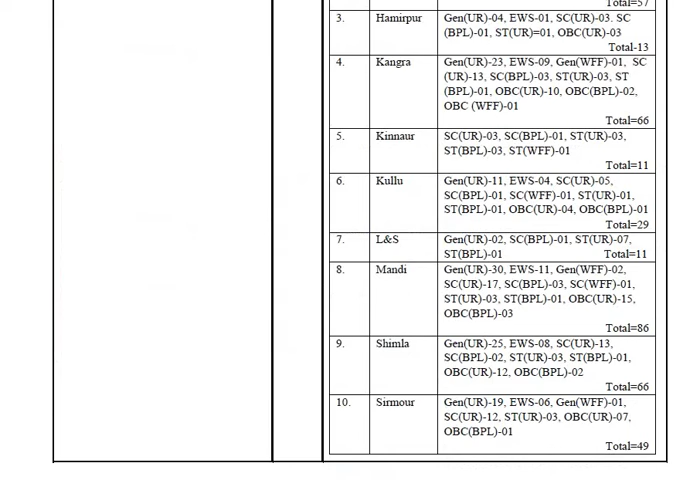 Total=57
3. Hamirpur Gen(UR)-04, EWS-01, SC(UR)-03. SC
(BPL)-01, ST(UR)=01, OBC(UR)-03
Total-13
4. Kangra Gen(UR)-23, EWS-09, Gen(WFF)-01, SC
(UR)-13, SC(BPL)-03, ST(UR)-03, ST
(BPL)-01, OBC(UR)-10, OBC(BPL)-02,
OBC (WFF)-01
Total=66
5. Kinnaur SC(UR)-03, SC(BPL)-01, ST(UR)-03,
ST(BPL)-03, ST(WFF)-01
Total=11
6. Kullu Gen(UR)-11, EWS-04, SC(UR)-05,
SC(BPL)-01, SC(WFF)-01, ST(UR)-01,
ST(BPL)-01, OBC(UR)-04, OBC(BPL)-01
Total=29
7. L&S Gen(UR)-02, SC(BPL)-01, ST(UR)-07,
ST(BPL)-01 Total=11
8. Mandi Gen(UR)-30, EWS-11, Gen(WFF)-02,
SC(UR)-17, SC(BPL)-03, SC(WFF)-01,
ST(UR)-03, ST(BPL)-01, OBC(UR)-15,
OBC(BPL)-03
Total=86
9. Shimla Gen(UR)-25, EWS-08, SC(UR)-13,
SC(BPL)-02, ST(UR)-03, ST(BPL)-01,
OBC(UR)-12, OBC(BPL)-02
Total=66
10. Sirmour Gen(UR)-19, EWS-06, Gen(WFF)-01,
SC(UR)-12, ST(UR)-03, OBC(UR)-07,
OBC(BPL)-01
Total=49